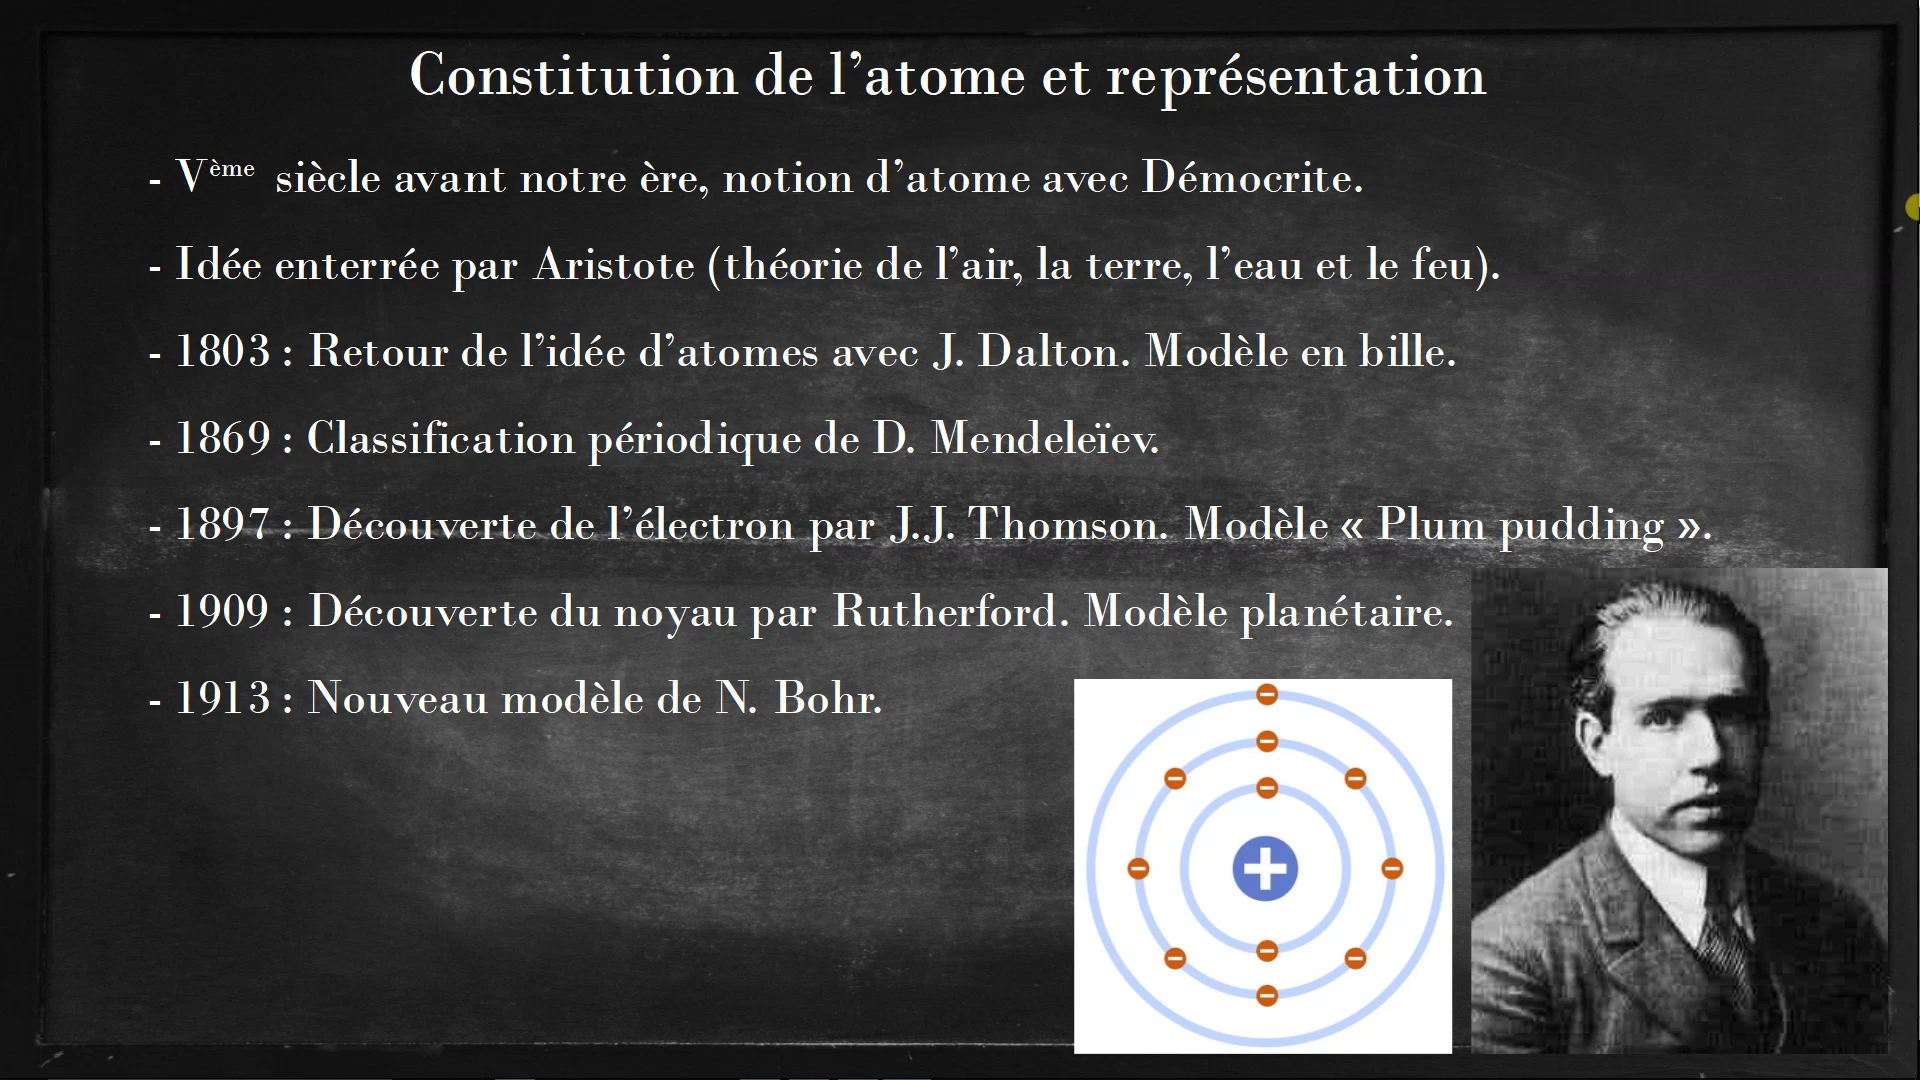 Constitution de l’atome et représentation
- Vème siècle avant notre ère, notion d’atome avec Démocrite.
- Idée enterrée par Aristote (théorie de l’air, la terre, l’eau et le feu).
- 1803 : Retour de l’idée d’atomes avec J. Dalton. Modèle en bille.
- 1869 : Classification périodique de D. Mendeleïev.
- 1897 : Découverte de l’électron par J.J. Thomson. Modèle « Plum pudding ».
- 1909 : Découverte du noyau par Rutherford. Modèle planétaire.
- 1913 : Nouveau modèle de N. Bohr.